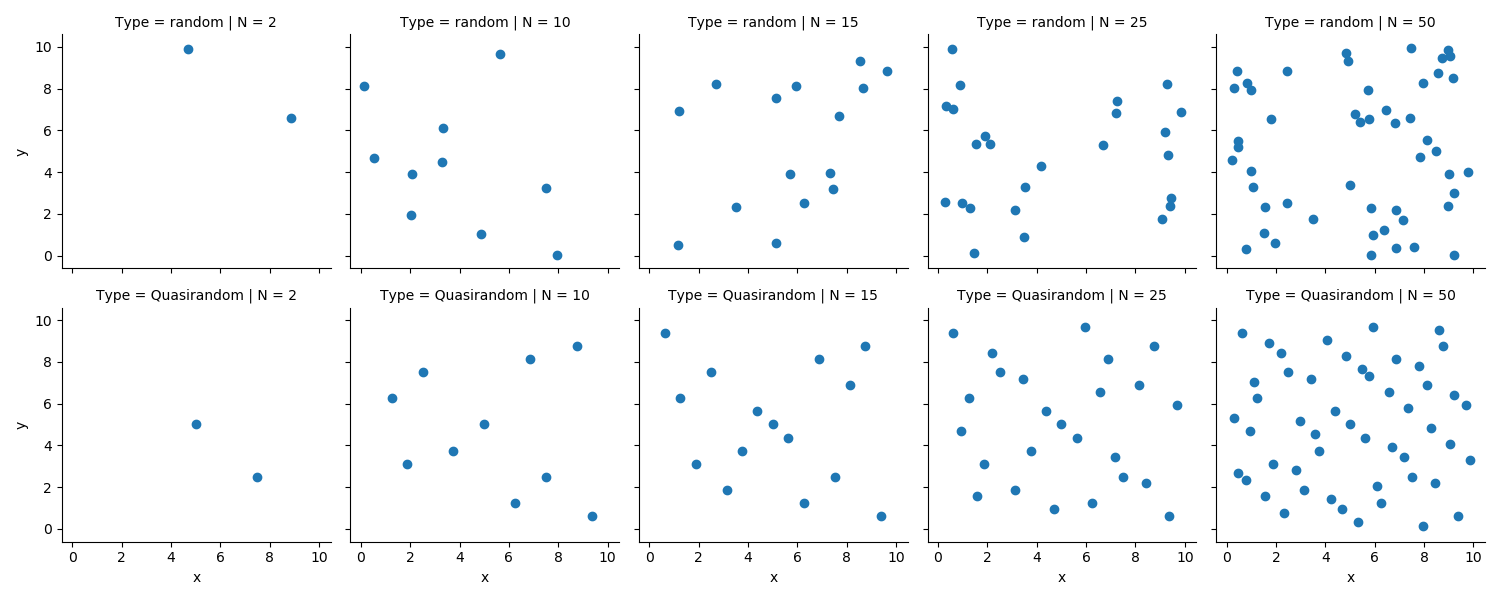 Type = random | N = 2
Type = random | N = 10
Type = random | N = 15
Type = random | N = 25
Type = random | N = 50
10
8
6
4
2
0
y
Type = Quasirandom | N = 2
Type = Quasirandom | N = 10
Type = Quasirandom | N = 15
Type = Quasirandom | N = 25
Type = Quasirandom | N = 50
10
8
6
4
2
0
y
0 2 4 6 8 10
0 2 4 6 8 10
0 2 4 6 8 10
0 2 4 6 8 10
0 2 4 6 8 10
x
x
x
x
x